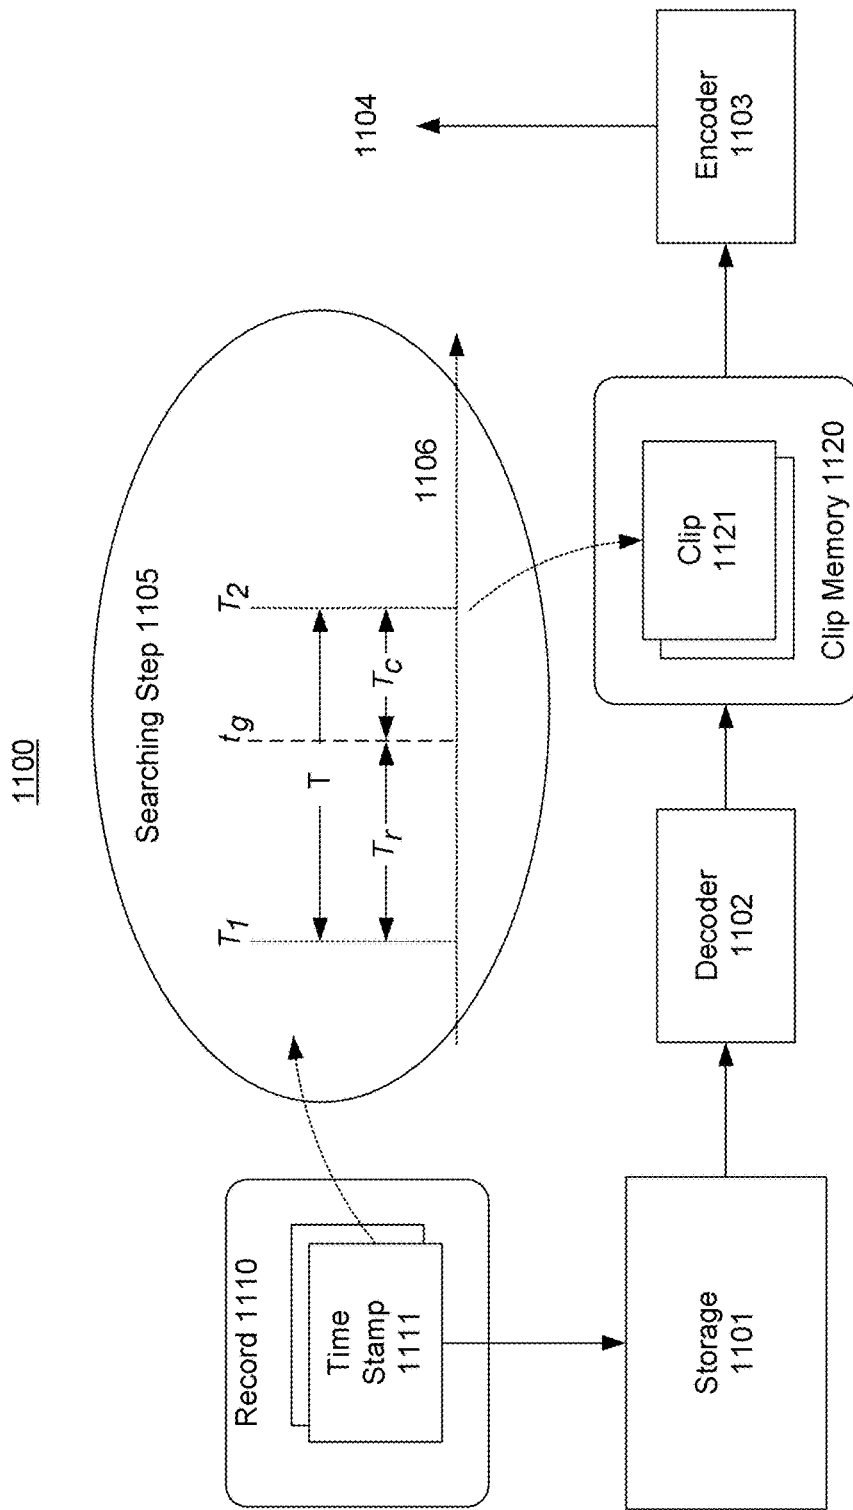 1100
Searching Step 1105
T1
tg
T2
T
Tr
Tc
1106
1104
Record 1110
Time
Stamp
1111
Storage
1101
Decoder
1102
Clip
1121
Clip Memory 1120
Encoder
1103